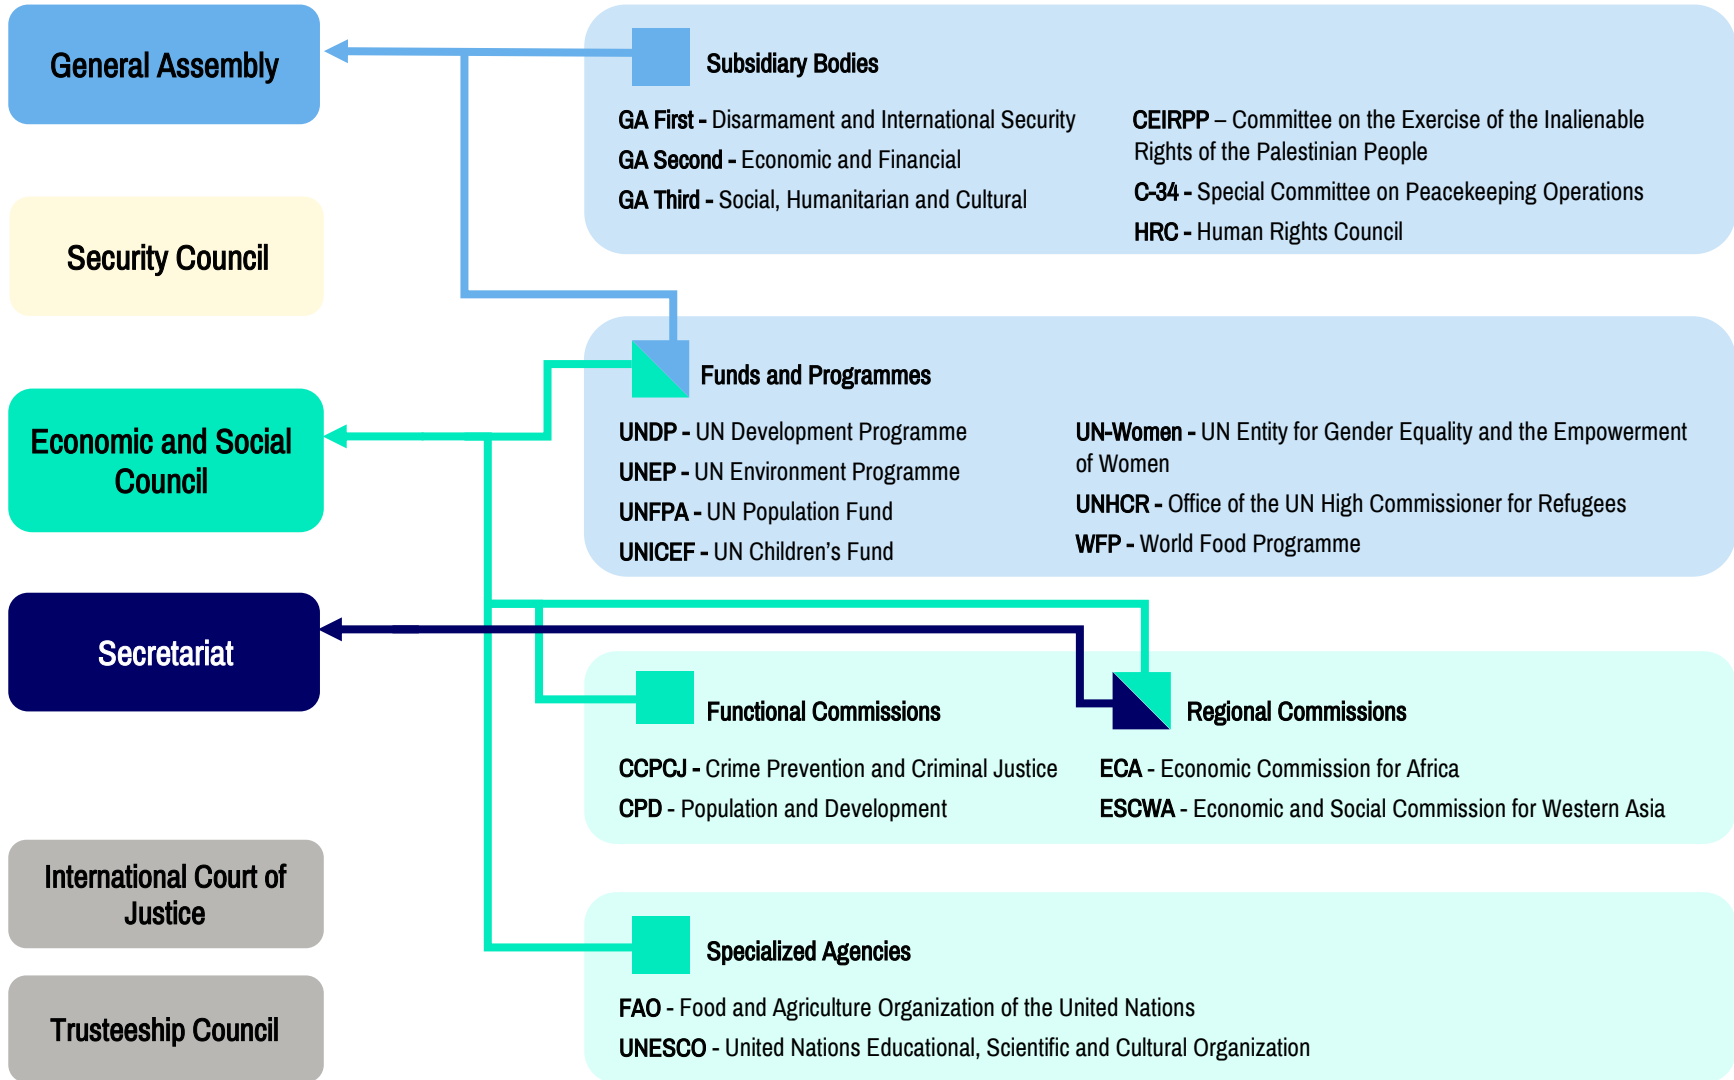 General Assembly
Security Council
Economic and Social
Council
Secretariat
International Court of
Justice
Trusteeship Council
Subsidiary Bodies
GA First - Disarmament and International Security
GA Second - Economic and Financial
GA Third - Social, Humanitarian and Cultural
CEIRPP – Committee on the Exercise of the Inalienable
Rights of the Palestinian People
C-34 - Special Committee on Peacekeeping Operations
HRC - Human Rights Council
Funds and Programmes
UNDP - UN Development Programme
UNEP - UN Environment Programme
UNFPA - UN Population Fund
UNICEF - UN Children’s Fund
UN-Women - UN Entity for Gender Equality and the Empowerment
of Women
UNHCR - Office of the UN High Commissioner for Refugees
WFP - World Food Programme
Functional Commissions
CCPCJ - Crime Prevention and Criminal Justice
CPD - Population and Development
Regional Commissions
ECA - Economic Commission for Africa
ESCWA - Economic and Social Commission for Western Asia
Specialized Agencies
FAO - Food and Agriculture Organization of the United Nations
UNESCO - United Nations Educational, Scientific and Cultural Organization